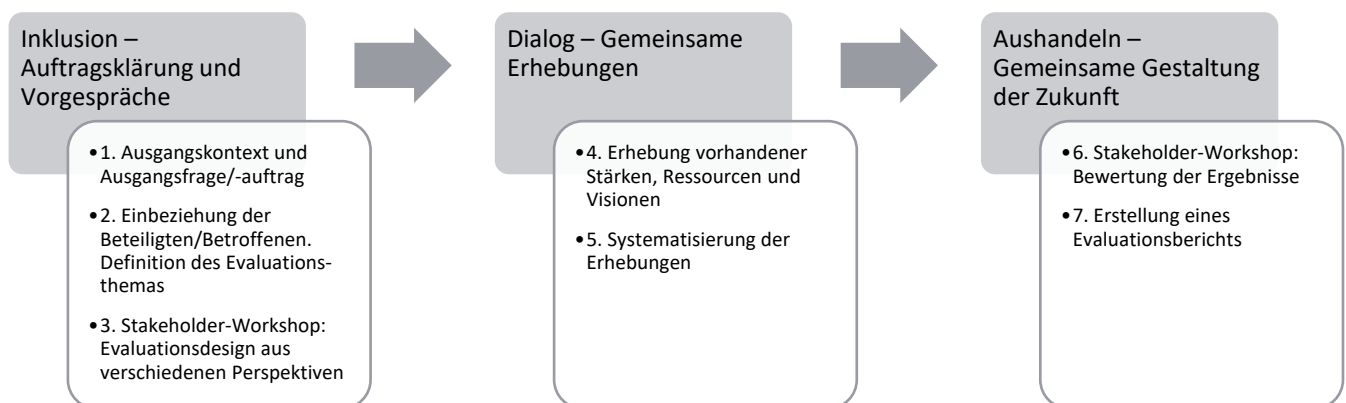 Inklusion –
Auftragsklärung und
Vorgespräche
•1. Ausgangskontext und
Ausgangsfrage/-auftrag
•2. Einbeziehung der
Beteiligten/Betroffenen.
Definition des Evaluations-
themas
•3. Stakeholder-Workshop:
Evaluationsdesign aus
verschiedenen Perspektiven
Dialog – Gemeinsame
Erhebungen
•4. Erhebung vorhandener
Stärken, Ressourcen und
Visionen
•5. Systematisierung der
Erhebungen
Aushandeln –
Gemeinsame Gestaltung
der Zukunft
•6. Stakeholder-Workshop:
Bewertung der Ergebnisse
•7. Erstellung eines
Evaluationsberichts